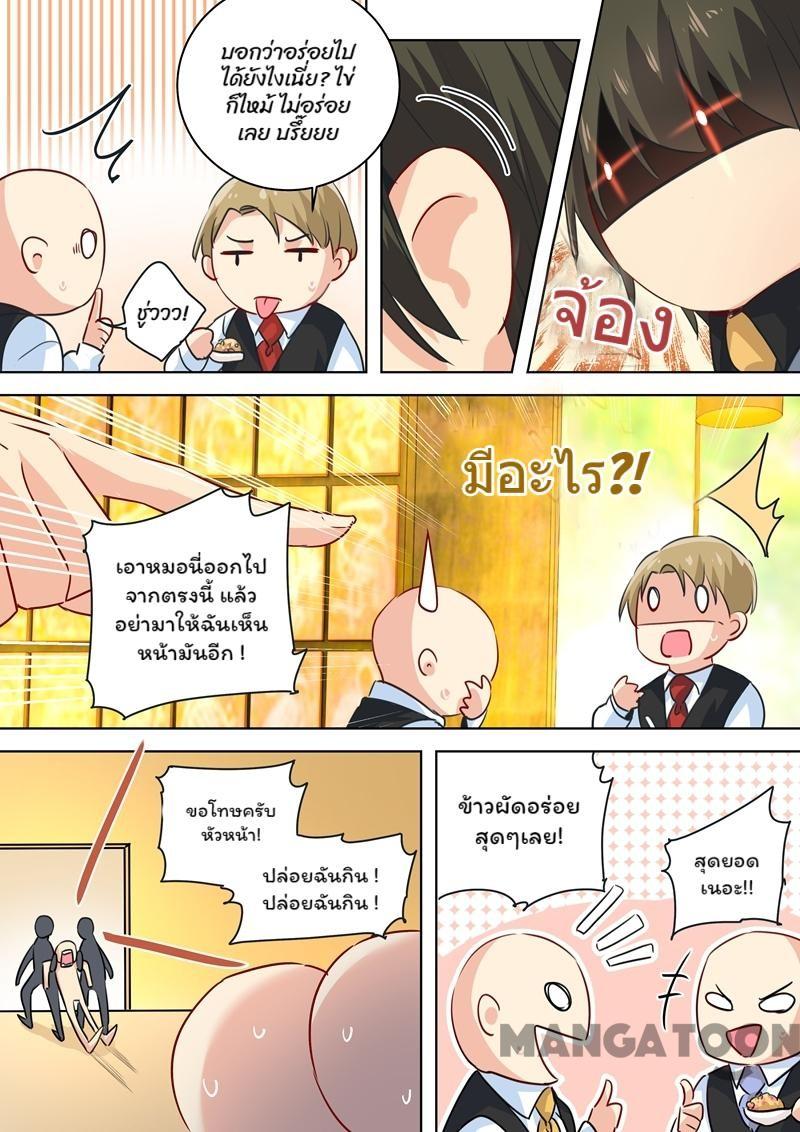 บอกว่าอร่อยไป
ได้ยังไงเนี่ย? ไข่
ก็ไหม้ ไม่อร่อย
เลย บรึ๊ยยย
ชู่ววว!
จ้อง
มีอะไร?!
เอาหมอนี่ออกไป
จากตรงนี้ แล้ว
อย่ามาให้ฉันเห็น
หน้ามันอีก !
ขอโทษครับ
หัวหน้า!
ปล่อยฉันกิน !
ปล่อยฉันกิน !
ข้าวผัดอร่อย
สุดๆเลย!
สุดยอด
เนอะ!!
MANGATOON